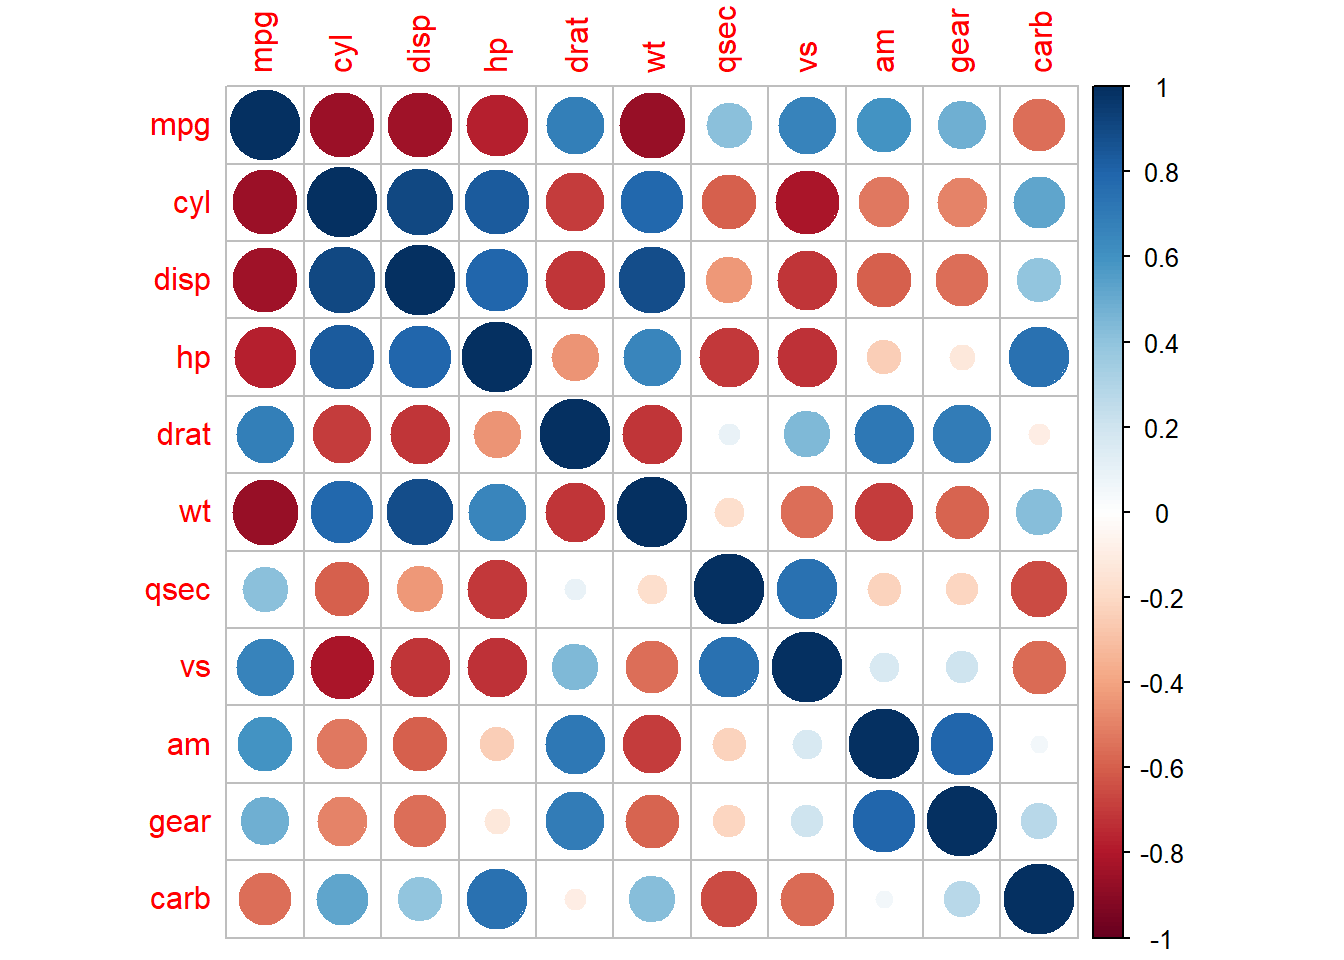 mpg cyl disp hp drat wt qsec vs am gear carb
mpg
cyl
disp
hp
drat
wt
qsec
vs
am
gear
carb
1
0.8
0.6
0.4
0.2
0
-0.2
-0.4
-0.6
-0.8
-1